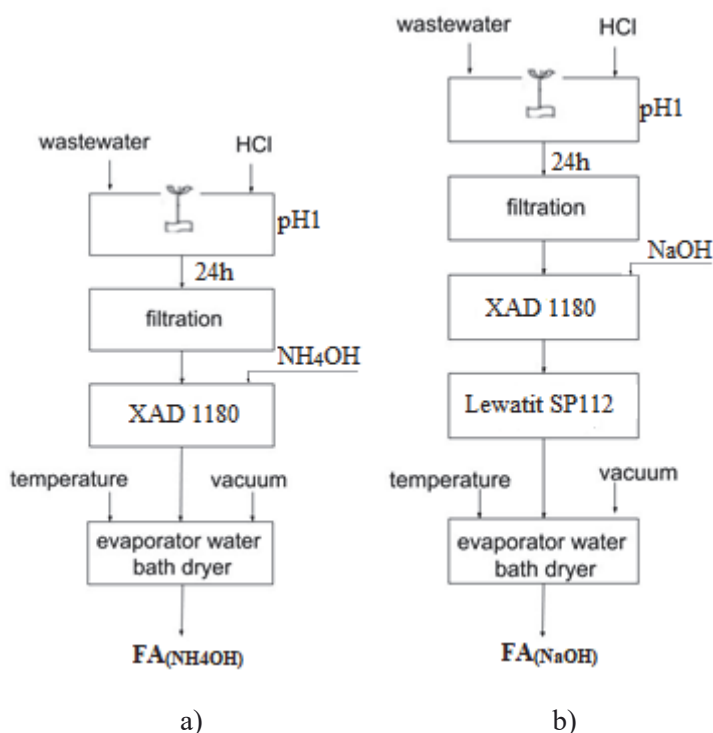 wastewater
HCl
pH1
24h
filtration
NH4OH
XAD 1180
temperature
vacuum
evaporator water
bath dryer
FA(NH4OH)
a)
wastewater
HCl
pH1
24h
filtration
NaOH
XAD 1180
Lewatit SP112
temperature
vacuum
evaporator water
bath dryer
FA(NaOH)
b)